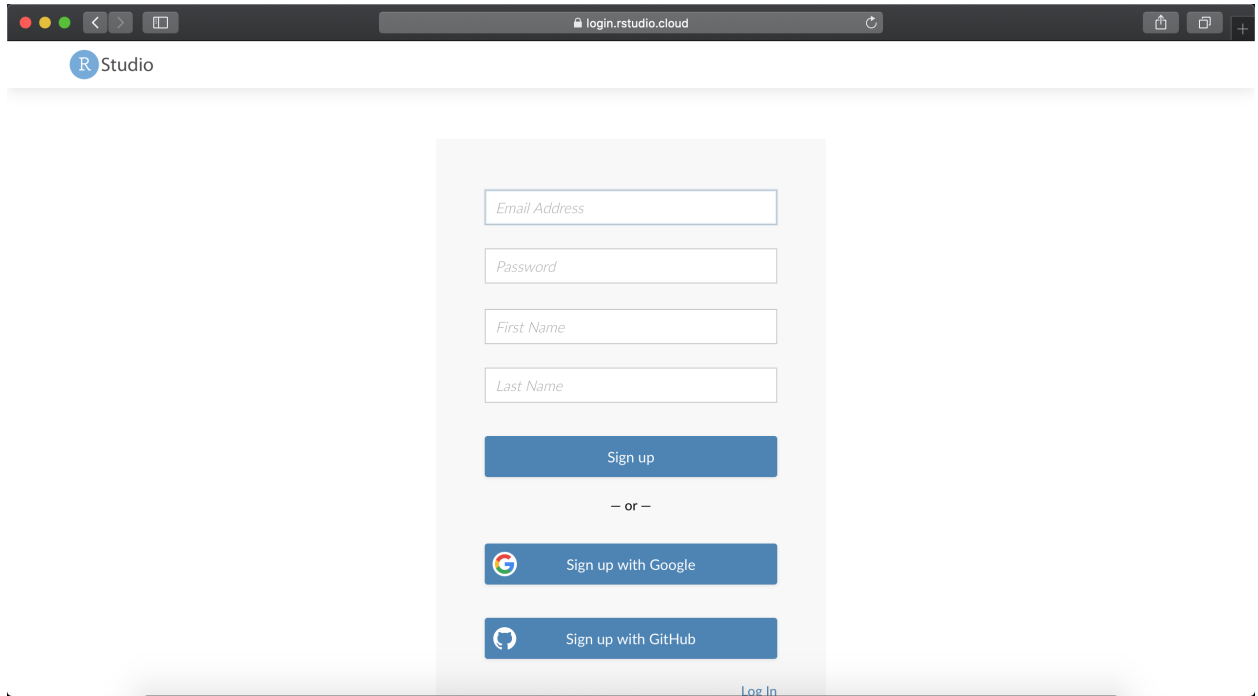 login.rstudio.cloud
R Studio
Email Address
Password
First Name
Last Name
Sign up
— or —
Sign up with Google
Sign up with GitHub
Log In